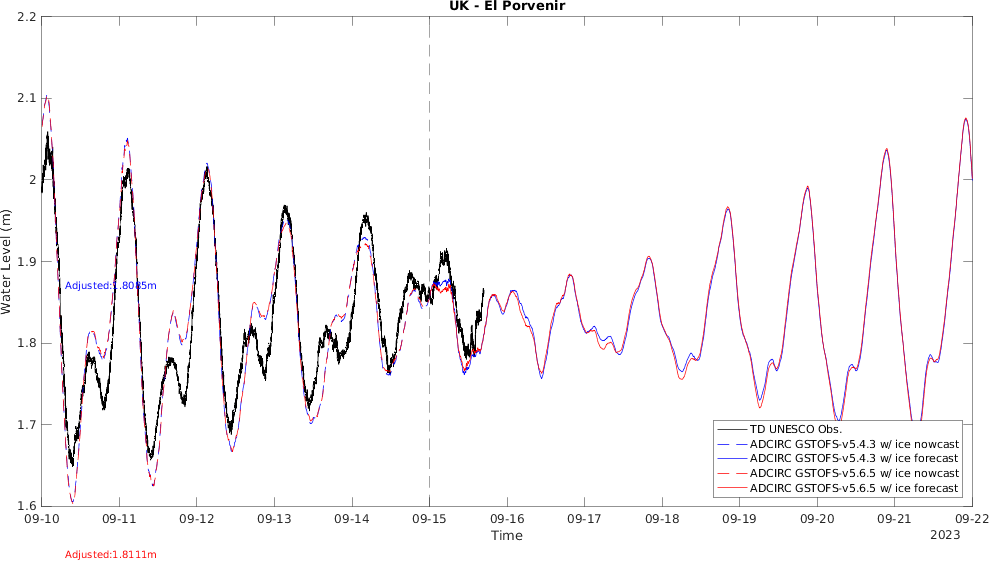 UK - El Porvenir
2.2
2.1
2
1.9
1.8
1.7
1.6
Water Level (m)
Adjusted:1.8085m
TD UNESCO Obs.
ADCIRC GSTOFS-v5.4.3 w/ ice nowcast
ADCIRC GSTOFS-v5.4.3 w/ ice forecast
ADCIRC GSTOFS-v5.6.5 w/ ice nowcast
ADCIRC GSTOFS-v5.6.5 w/ ice forecast
09-10 09-11 09-12 09-13 09-14 09-15 09-16 09-17 09-18 09-19 09-20 09-21 09-22
Time
2023
Adjusted:1.8111m